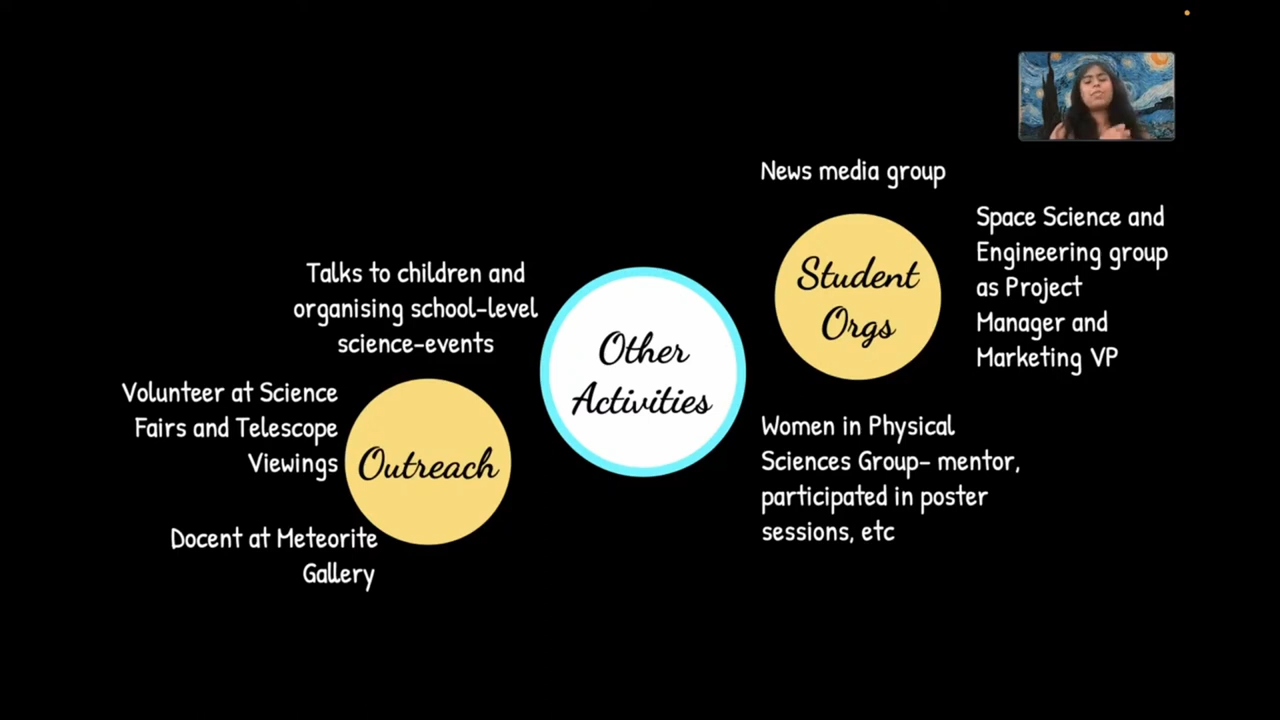 News media group
Space Science and
Engineering group
as Project
Manager and
Marketing VP
Student
Orgs
Talks to children and
organising school-level
science-events
Other
Activities
Volunteer at Science
Fairs and Telescope
Viewings
Outreach
Women in Physical
Sciences Group- mentor,
participated in poster
sessions, etc
Docent at Meteorite
Gallery